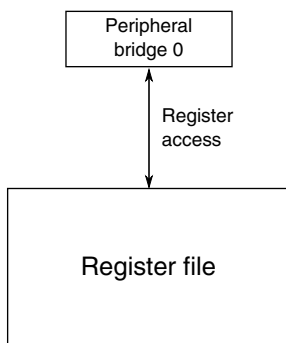 Peripheral
bridge 0
Register
access
Register file